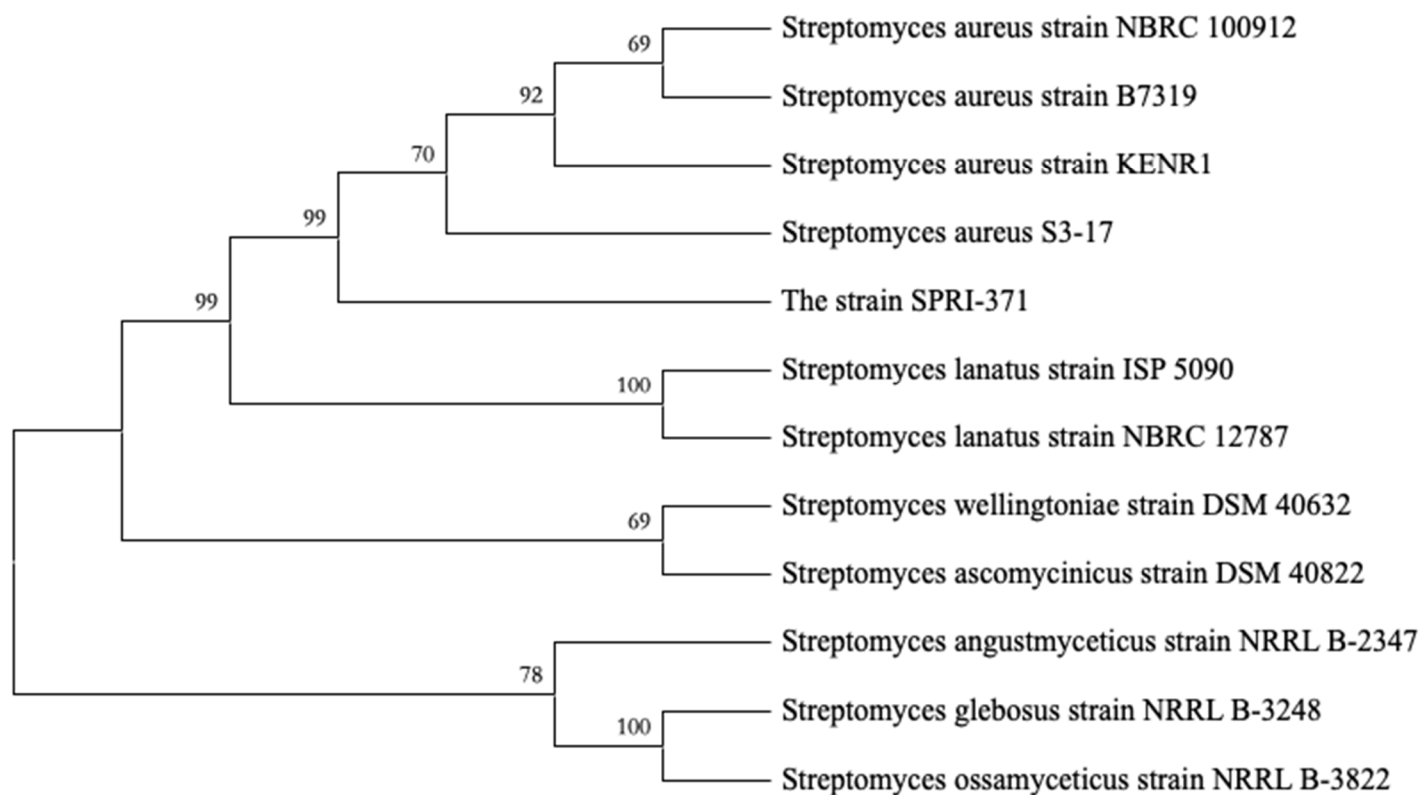 Streptomyces aureus strain NBRC 100912
69
Streptomyces aureus strain B7319
92
Streptomyces aureus strain KENR1
70
Streptomyces aureus S3-17
99
The strain SPRI-371
99
Streptomyces lanatus strain ISP 5090
100
Streptomyces lanatus strain NBRC 12787
Streptomyces wellingtoniae strain DSM 40632
69
Streptomyces ascomycinicus strain DSM 40822
Streptomyces angustmyceticus strain NRRL B-2347
78
Streptomyces glebosus strain NRRL B-3248
100
Streptomyces ossamyceticus strain NRRL B-3822